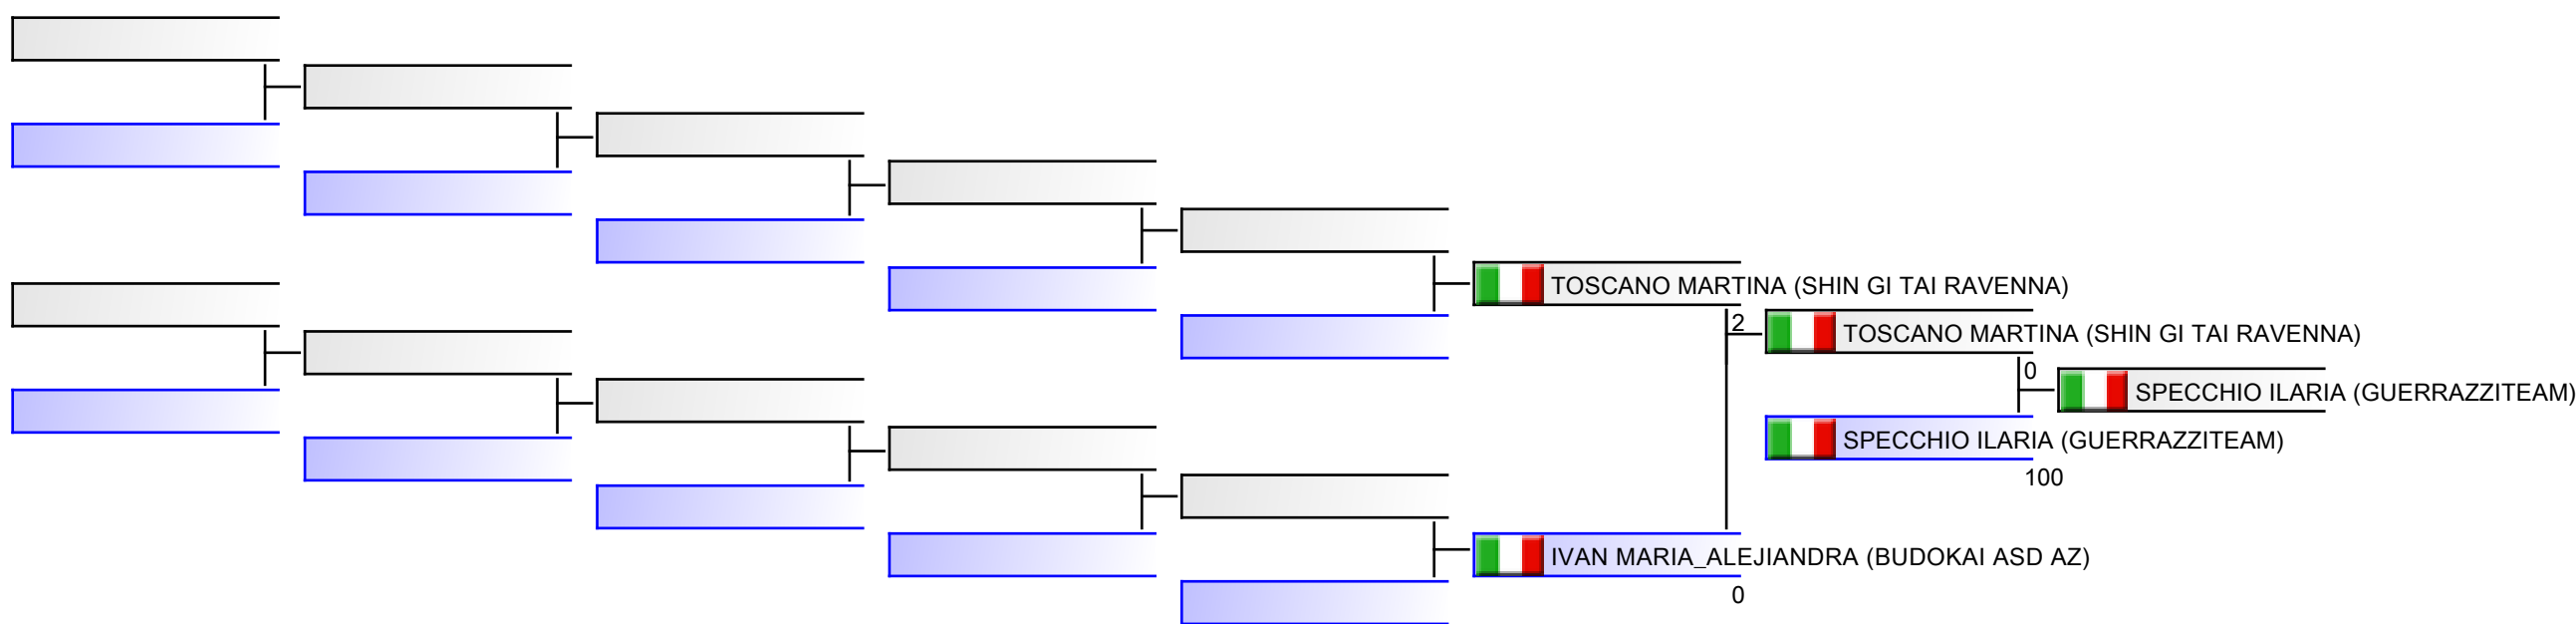 TOSCANO MARTINA (SHIN GI TAI RAVENNA)
2
TOSCANO MARTINA (SHIN GI TAI RAVENNA)
0
SPECCHIO ILARIA (GUERRAZZITEAM)
SPECCHIO ILARIA (GUERRAZZITEAM)
100
IVAN MARIA_ALEJIANDRA (BUDOKAI ASD AZ)
0